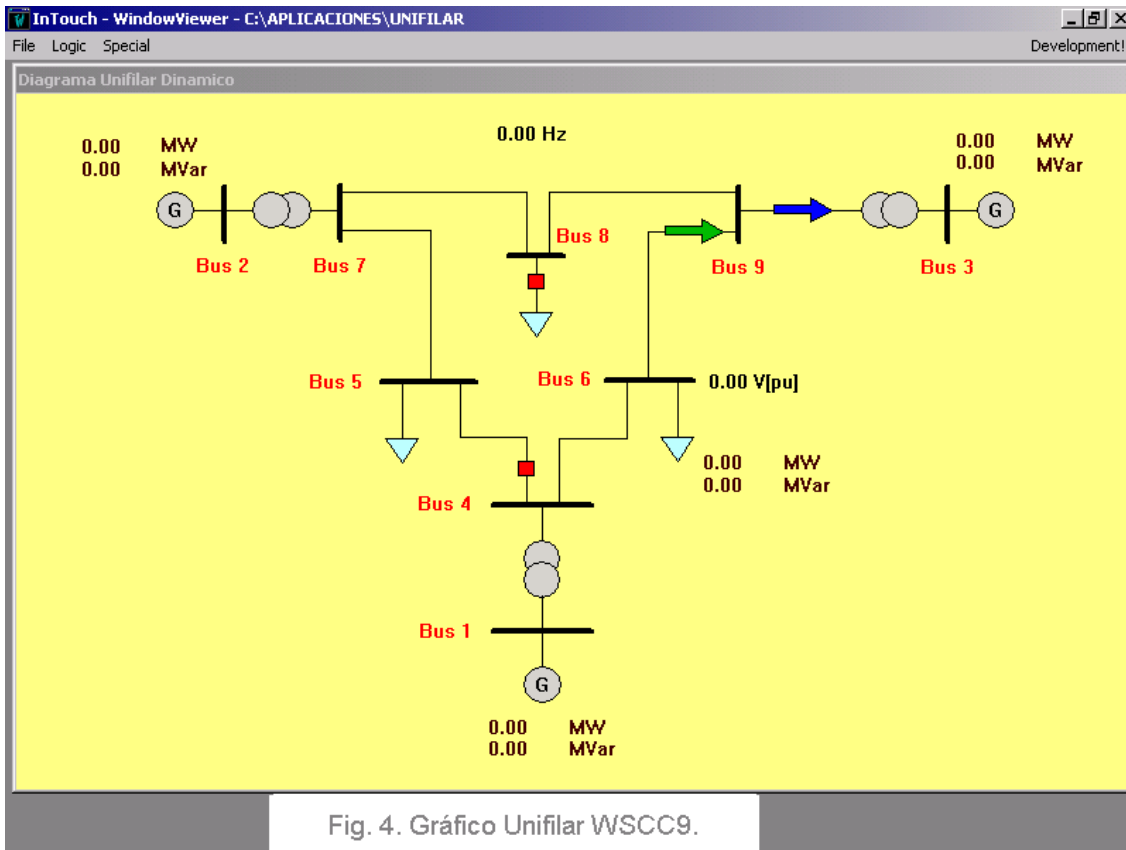 InTouch - WindowViewer - C:\APLICACIONES\UNIFILAR
File Logic Special Development!
Diagrama Unifilar Dinamico
0.00 Hz
0.00 MW
0.00 MVar
0.00 MW
0.00 MVar
G
G
Bus 8
Bus 2
Bus 7
Bus 9
Bus 3
Bus 5
Bus 6
0.00 V[pu]
0.00 MW
0.00 MVar
Bus 4
Bus 1
G
0.00 MW
0.00 MVar
Fig. 4. Gráfico Unifilar WSCC9.